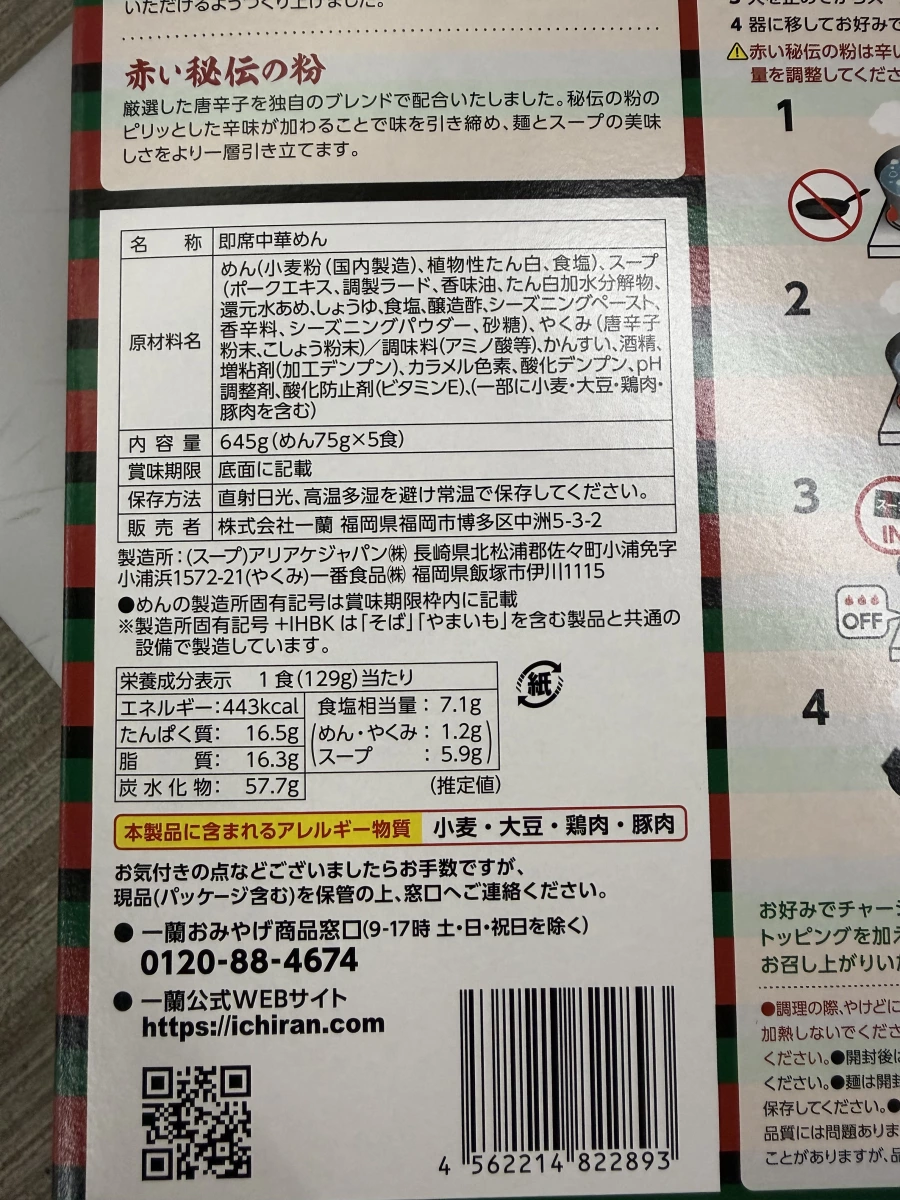 いただけるようつくり上げました。
赤い秘伝の粉
厳選した唐辛子を独自のブレンドで配合いたしました。秘伝の粉の
ピリッとした辛味が加わることで味を引き締め、麺とスープの美味
しさをより一層引き立てます。
名 称 即席中華めん
原材料名 めん(小麦粉(国内製造)、植物性たん白、食塩)、スープ
(ポークエキス、調製ラード、香味油、たん白加水分解物、
還元水あめ、しょうゆ、食塩、醸造酢、シーズニングペースト、
香辛料、シーズニングパウダー、砂糖)、やくみ(唐辛子
粉末、こしょう粉末)／調味料(アミノ酸等)、かんすい、酒精、
増粘剤(加工デンプン)、カラメル色素、酸化デンプン、pH
調整剤、酸化防止剤(ビタミンE)、(一部に小麦・大豆・鶏肉・
豚肉を含む)
内容量 645g(めん75g×5食)
賞味期限 底面に記載
保存方法 直射日光、高温多湿を避け常温で保存してください。
販売者 株式会社一蘭 福岡県福岡市博多区中洲5-3-2
製造所：(スープ)アリアケジャパン㈱ 長崎県北松浦郡佐々町小浦免字
小浦浜1572-21(やくみ)一番食品㈱ 福岡県飯塚市伊川1115
●めんの製造所固有記号は賞味期限枠内に記載
※製造所固有記号 +IHBK は「そば」「やまいも」を含む製品と共通の
設備で製造しています。
栄養成分表示 1食(129g)当たり
エネルギー：443kcal 食塩相当量：7.1g
たんぱく質： 16.5g (めん・やくみ：1.2g
脂 質： 16.3g スープ ：5.9g)
炭水化物： 57.7g (推定値)
紙
本製品に含まれるアレルギー物質 小麦・大豆・鶏肉・豚肉
お気付きの点などございましたらお手数ですが、
現品(パッケージ含む)を保管の上、窓口へご連絡ください。
● 一蘭おみやげ商品窓口(9-17時 土・日・祝日を除く)
0120-88-4674
● 一蘭公式WEBサイト
https://ichiran.com
4 562214 822893
4 器に移してお好みで
⚠赤い秘伝の粉は辛い
量を調整してくださ
1
2
3
IN
OFF
4
お好みでチャーシ
トッピングを加え
お召し上がりいた
●調理の際、やけどに
加熱しないでくださ
ください。●開封後は
ください。●麺は開封
保存してください。●
品質には問題ありま
ことがありますが、品